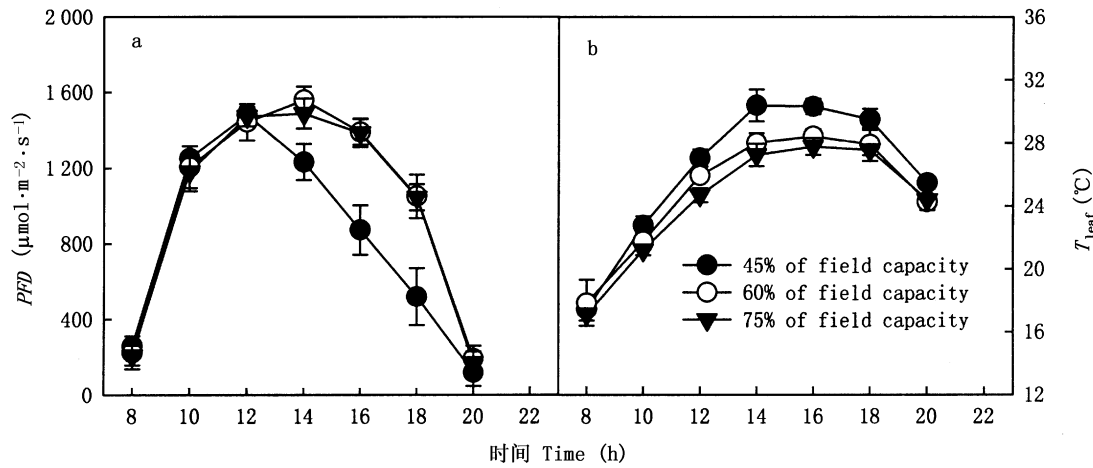 a
b
PFD (μmol·m⁻²·s⁻¹)
2 000
1 600
1 200
800
400
0
8 10 12 14 16 18 20 22
8 10 12 14 16 18 20 22
36
32
28
24
20
16
12
T leaf (℃)
45% of field capacity
60% of field capacity
75% of field capacity
时间 Time (h)